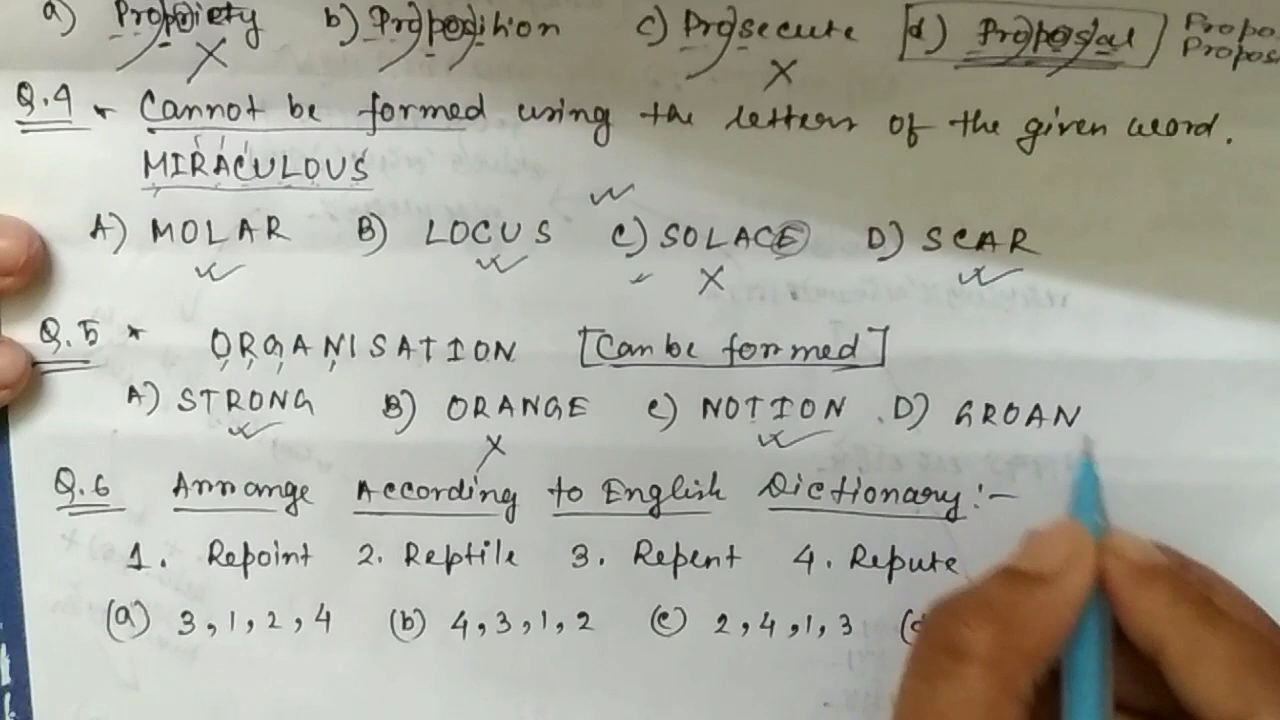 a) Propriety b) Proposition c) Prosecute d) Proposal
Q.4 Cannot be formed using the letters of the given word.
MIRACULOUS
A) MOLAR B) LOCUS C) SOLACE D) SCAR
Q.5 * ORGANISATION [Can be formed]
A) STRONG B) ORANGE C) NOTION D) GROAN
Q.6 Arrange According to English Dictionary:-
1. Repoint 2. Reptile 3. Repent 4. Repute
(a) 3,1,2,4 (b) 4,3,1,2 (c) 2,4,1,3